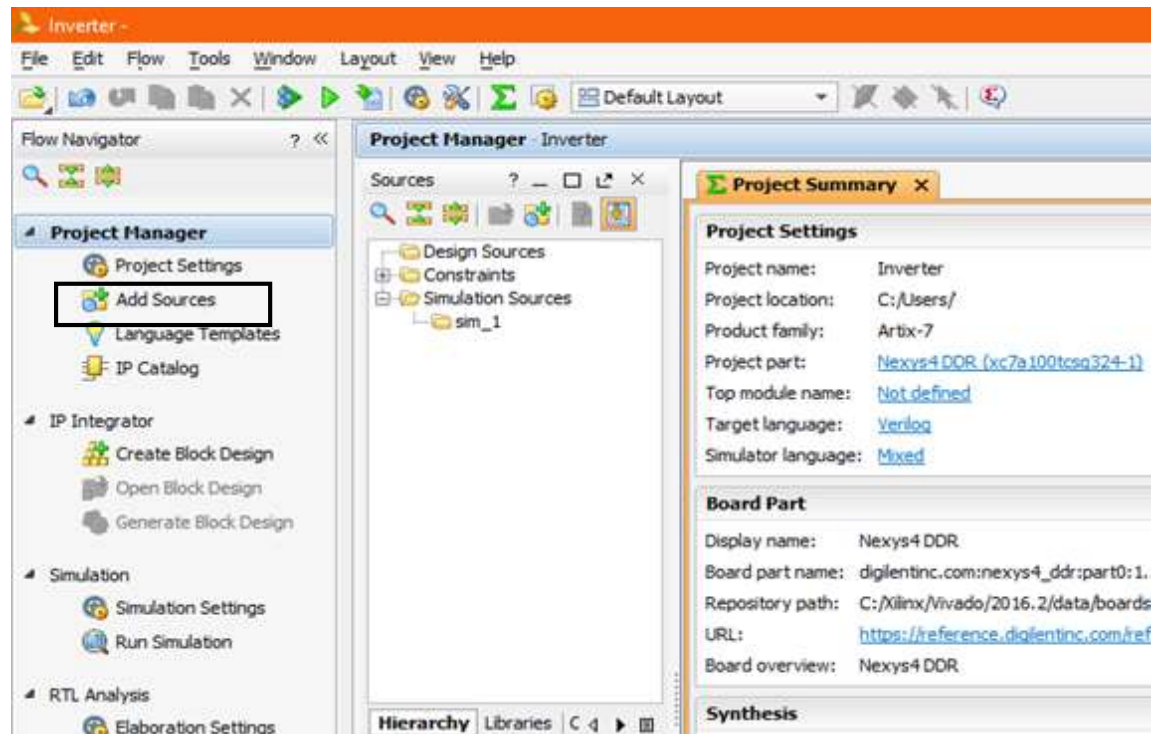 Inverter -
File Edit Flow Tools Window Layout View Help
Default Layout
Flow Navigator ? «
Project Manager
Project Settings
Add Sources
Language Templates
IP Catalog
IP Integrator
Create Block Design
Open Block Design
Generate Block Design
Simulation
Simulation Settings
Run Simulation
RTL Analysis
Elaboration Settings
Project Manager - Inverter
Sources ?
Design Sources
Constraints
Simulation Sources
sim_1
Hierarchy Libraries C
Σ Project Summary
Project Settings
Project name: Inverter
Project location: C:/Users/
Product family: Artix-7
Project part: Nexys4 DDR (xc7a100tcsg324-1)
Top module name: Not defined
Target language: Verilog
Simulator language: Mixed
Board Part
Display name: Nexys4 DDR
Board part name: digilentinc.com:nexys4_ddr:part0:1.
Repository path: C:/Xilinx/Vivado/2016.2/data/boards
URL: https://reference.digilentinc.com/ref
Board overview: Nexys4 DDR
Synthesis